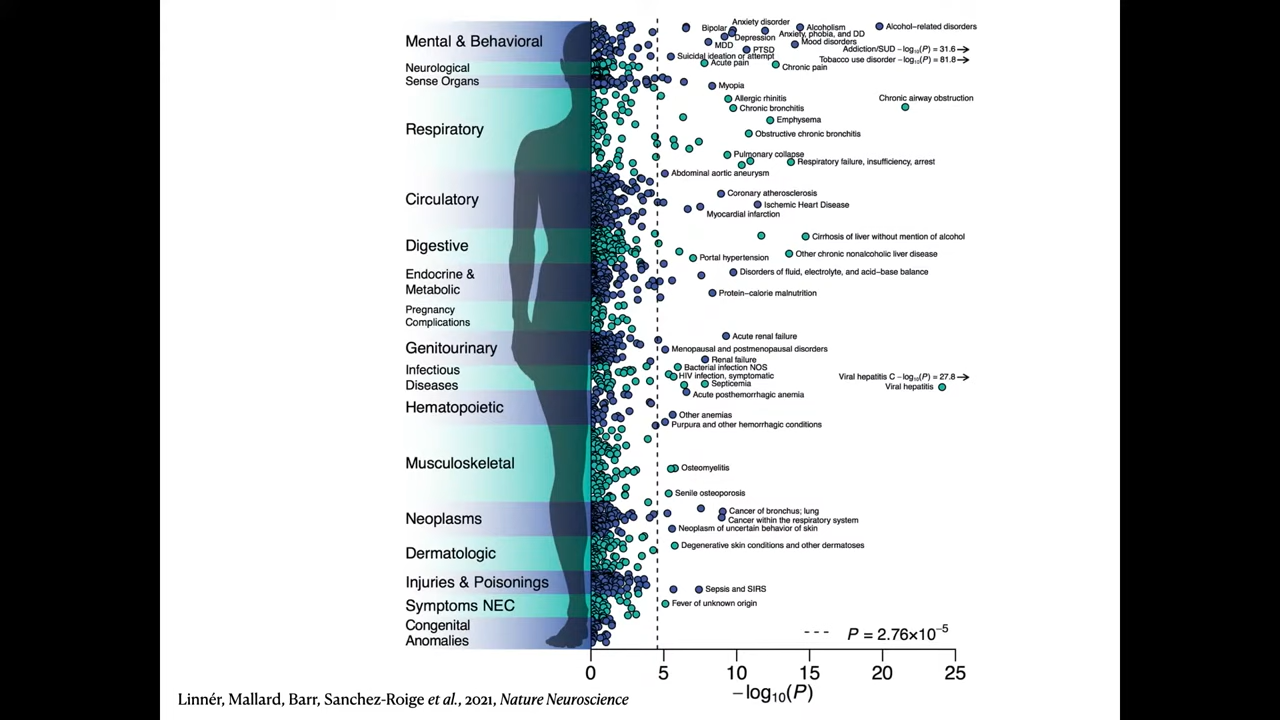 Mental & Behavioral
Neurological
Sense Organs
Respiratory
Circulatory
Digestive
Endocrine &
Metabolic
Pregnancy
Complications
Genitourinary
Infectious
Diseases
Hematopoietic
Musculoskeletal
Neoplasms
Dermatologic
Injuries & Poisonings
Symptoms NEC
Congenital
Anomalies
Anxiety disorder
Bipolar
Alcoholism
Alcohol−related disorders
Depression
Anxiety, phobia, and DD
MDD
Mood disorders
PTSD
Addiction/SUD −log₁₀(P) = 31.6 →
Suicidal ideation or attempt
Tobacco use disorder −log₁₀(P) = 81.8 →
Acute pain
Chronic pain
Myopia
Allergic rhinitis
Chronic airway obstruction
Chronic bronchitis
Emphysema
Obstructive chronic bronchitis
Pulmonary collapse
Respiratory failure, insufficiency, arrest
Abdominal aortic aneurysm
Coronary atherosclerosis
Ischemic Heart Disease
Myocardial infarction
Cirrhosis of liver without mention of alcohol
Other chronic nonalcoholic liver disease
Portal hypertension
Disorders of fluid, electrolyte, and acid−base balance
Protein−calorie malnutrition
Acute renal failure
Menopausal and postmenopausal disorders
Renal failure
Bacterial infection NOS
HIV infection, symptomatic
Viral hepatitis C −log₁₀(P) = 27.8 →
Septicemia
Viral hepatitis
Acute posthemorrhagic anemia
Other anemias
Purpura and other hemorrhagic conditions
Osteomyelitis
Senile osteoporosis
Cancer of bronchus; lung
Cancer within the respiratory system
Neoplasm of uncertain behavior of skin
Degenerative skin conditions and other dermatoses
Sepsis and SIRS
Fever of unknown origin
P = 2.76×10⁻⁵
0 5 10 15 20 25
−log₁₀(P)
Linnér, Mallard, Barr, Sanchez-Roige et al., 2021, Nature Neuroscience